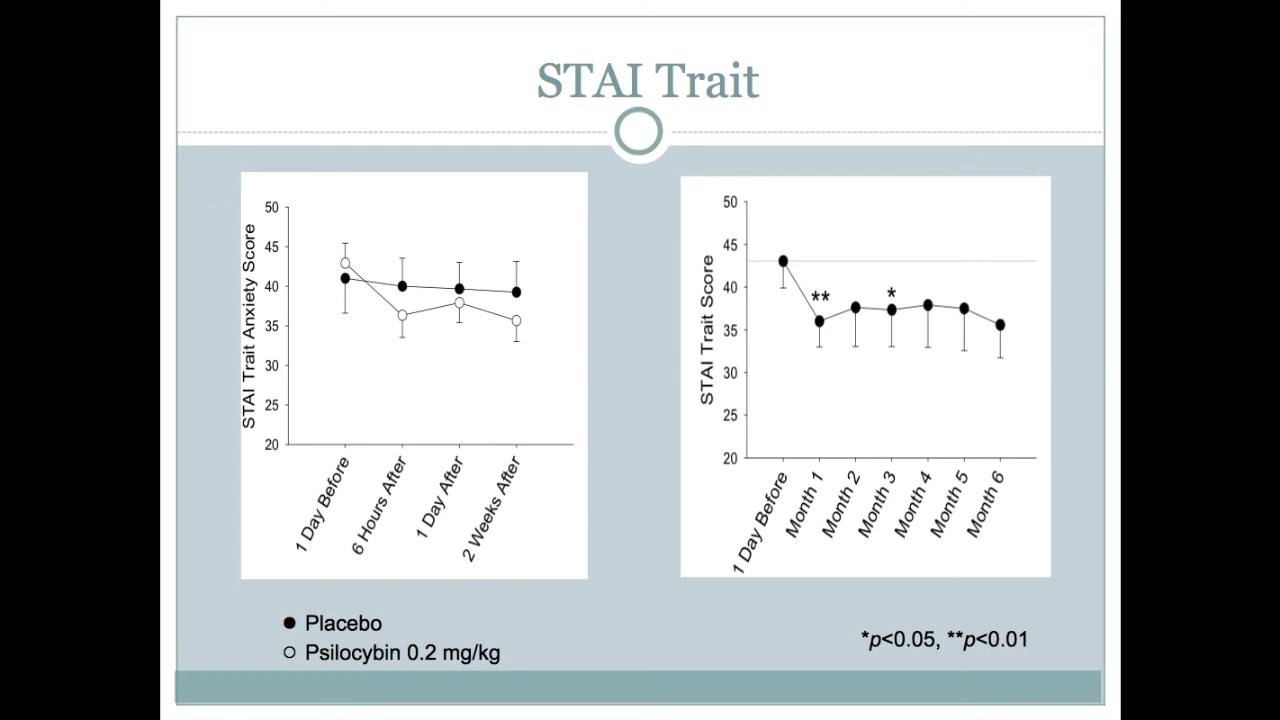 STAI Trait
STAI Trait Anxiety Score
50
45
40
35
30
25
20
1 Day Before
6 Hours After
1 Day After
2 Weeks After
Placebo
Psilocybin 0.2 mg/kg
STAI Trait Score
50
45
40
35
30
25
20
**
*
1 Day Before
Month 1
Month 2
Month 3
Month 4
Month 5
Month 6
*p<0.05, **p<0.01